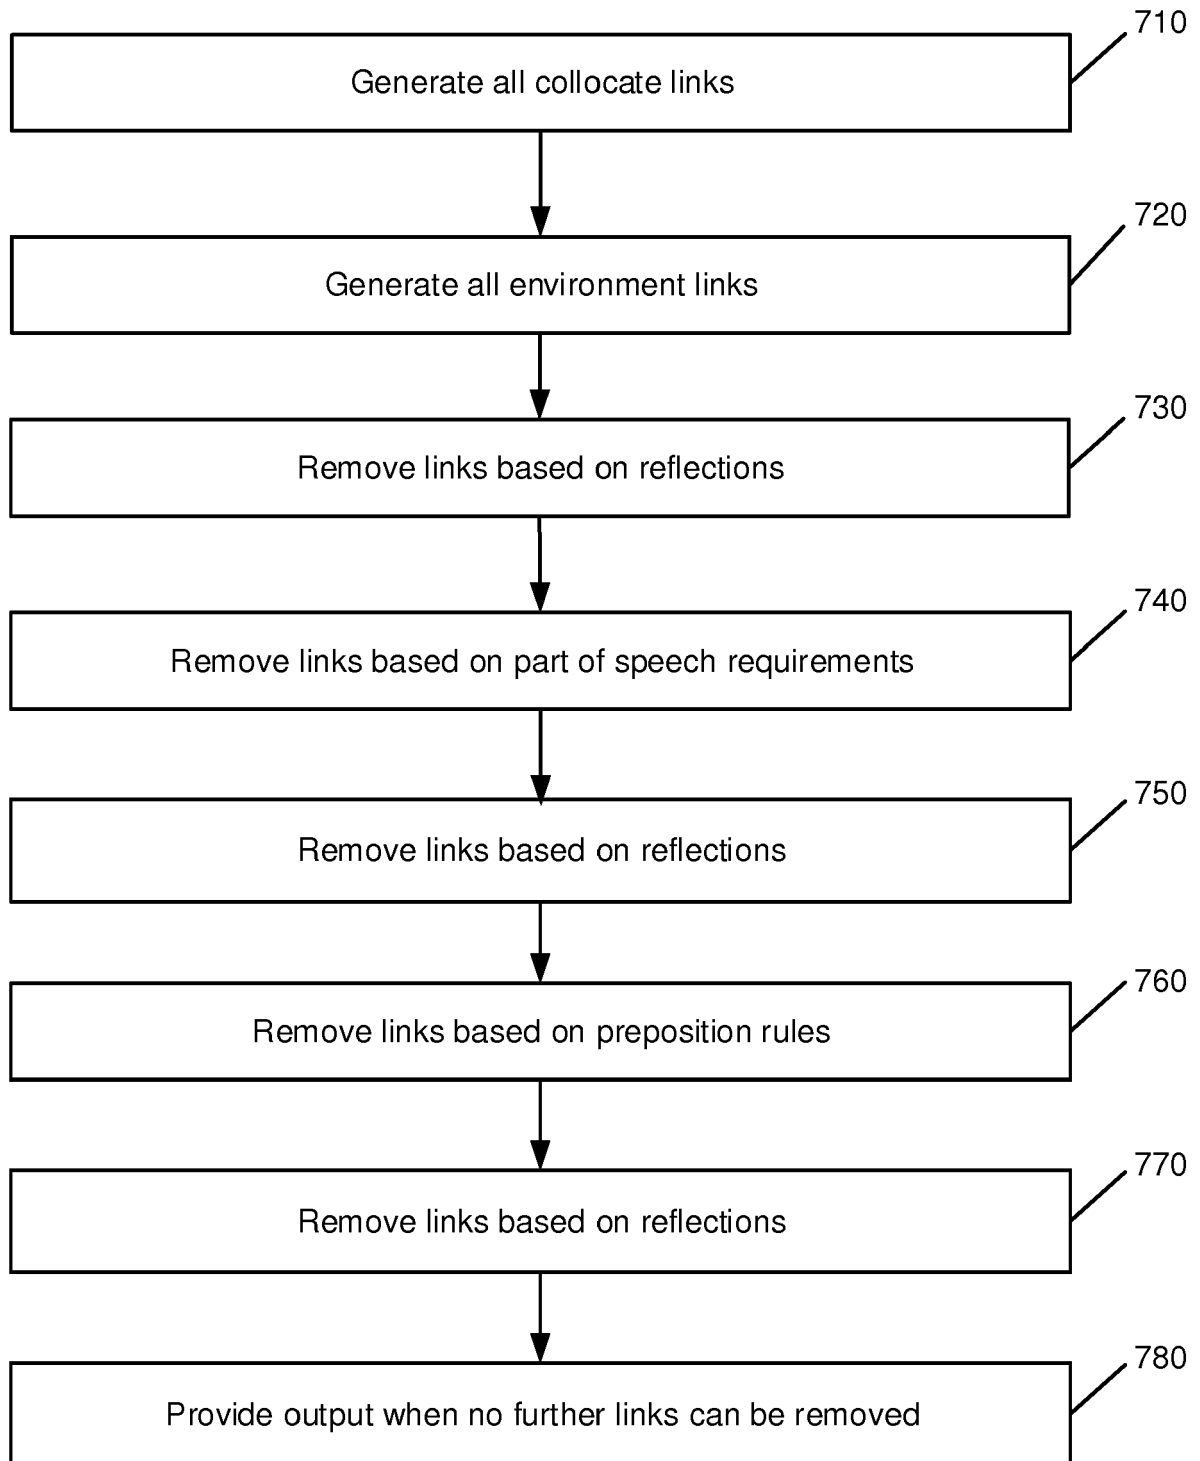 710
Generate all collocate links
720
Generate all environment links
730
Remove links based on reflections
740
Remove links based on part of speech requirements
750
Remove links based on reflections
760
Remove links based on preposition rules
770
Remove links based on reflections
780
Provide output when no further links can be removed